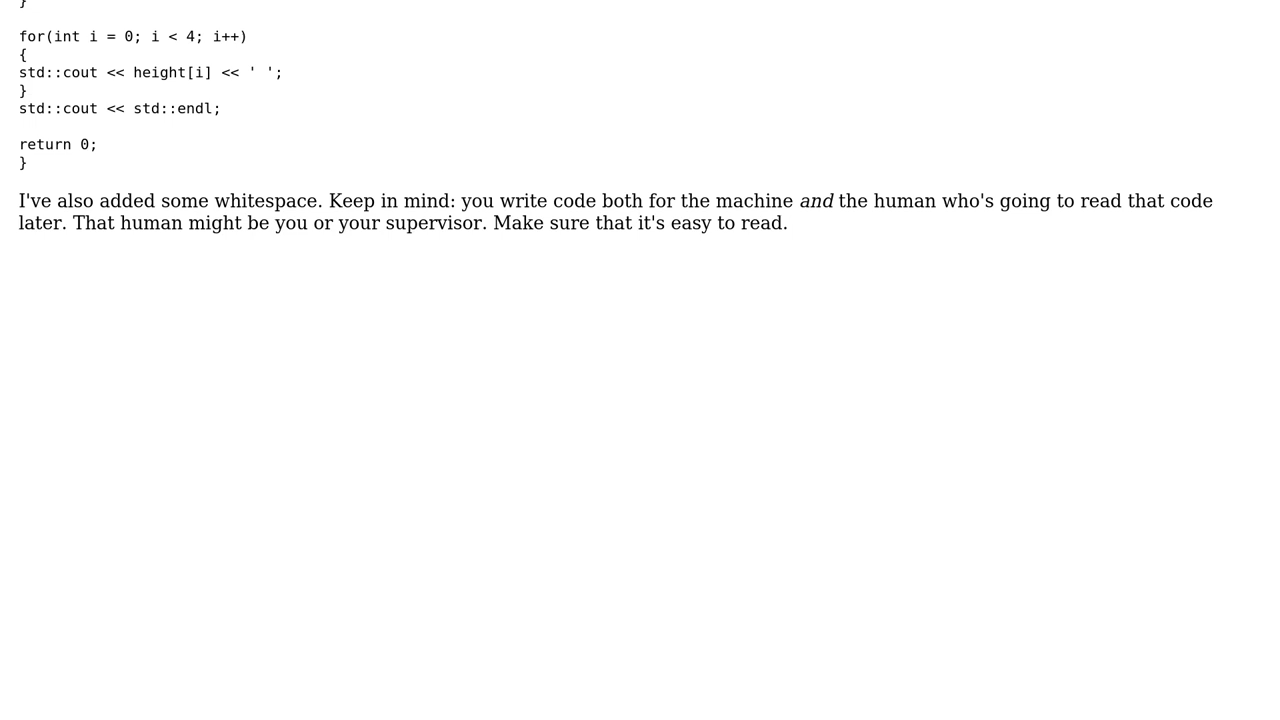 }
for(int i = 0; i < 4; i++)
{
std::cout << height[i] << ' ';
}
std::cout << std::endl;
return 0;
}
I've also added some whitespace. Keep in mind: you write code both for the machine and the human who's going to read that code
later. That human might be you or your supervisor. Make sure that it's easy to read.